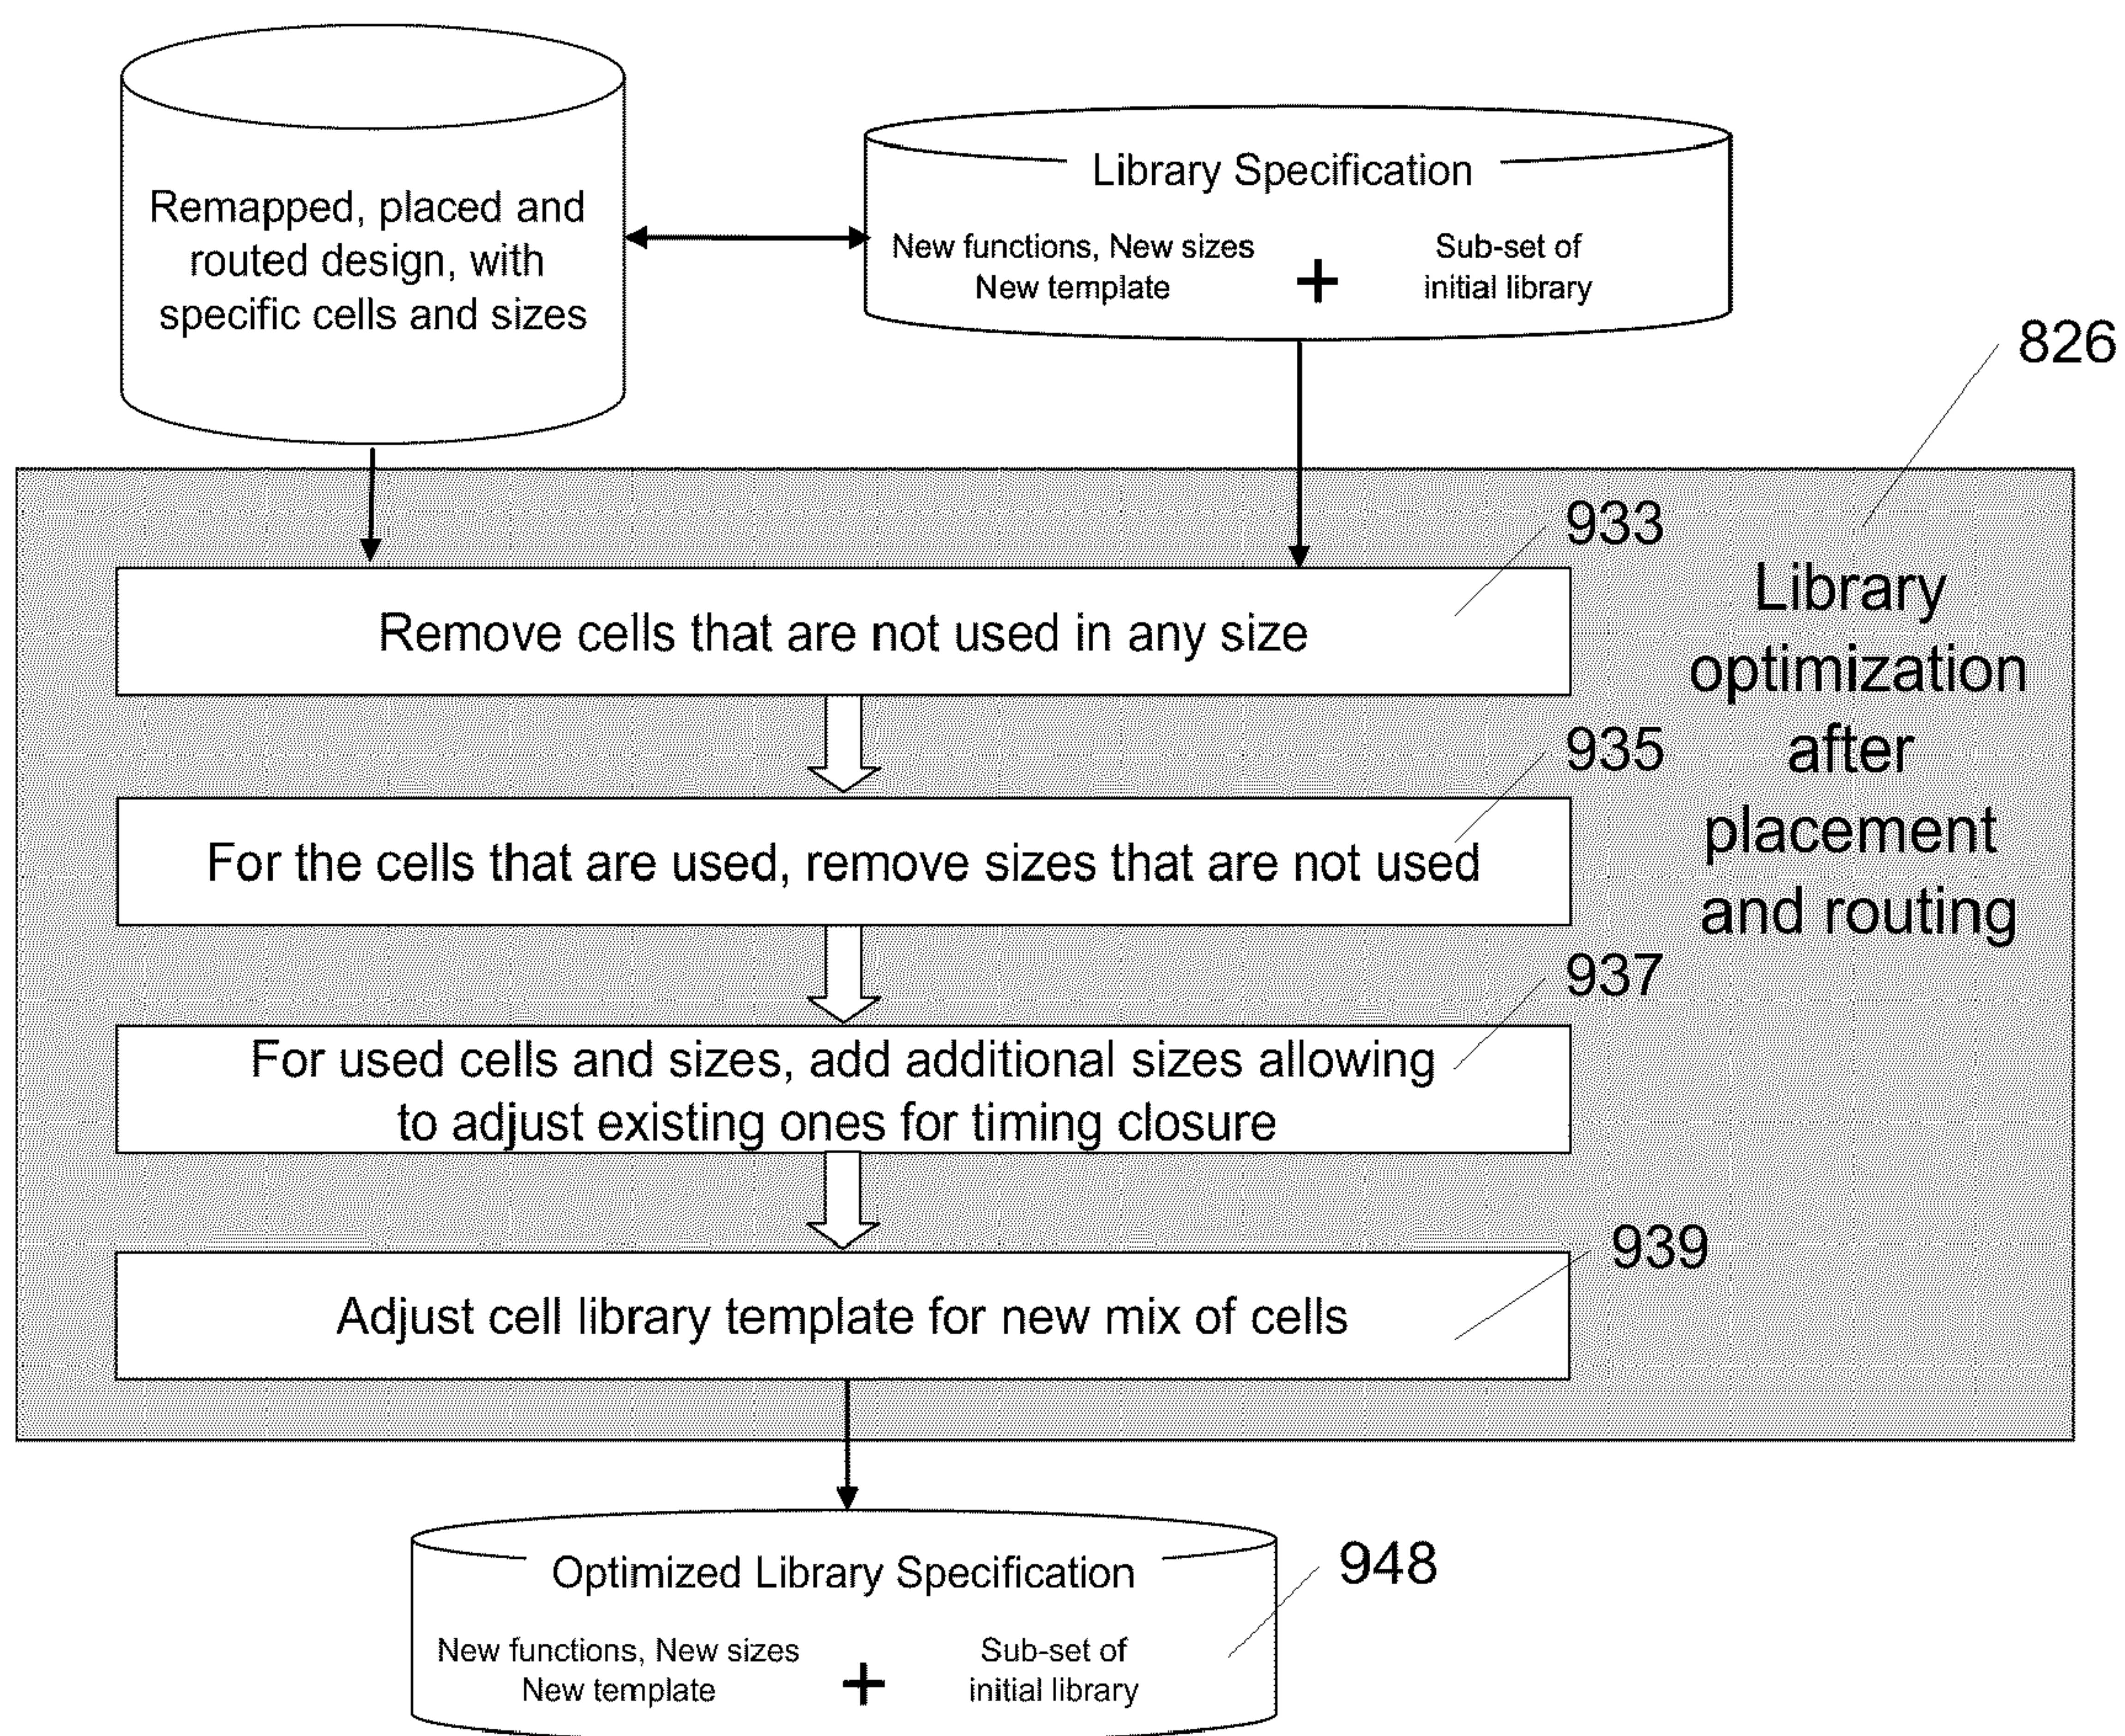 Remapped, placed and
routed design, with
specific cells and sizes
Library Specification
New functions, New sizes
New template
+
Sub-set of
initial library
826
933
Remove cells that are not used in any size
Library
optimization
after
placement
and routing
935
For the cells that are used, remove sizes that are not used
937
For used cells and sizes, add additional sizes allowing
to adjust existing ones for timing closure
939
Adjust cell library template for new mix of cells
Optimized Library Specification
948
New functions, New sizes
New template
+
Sub-set of
initial library